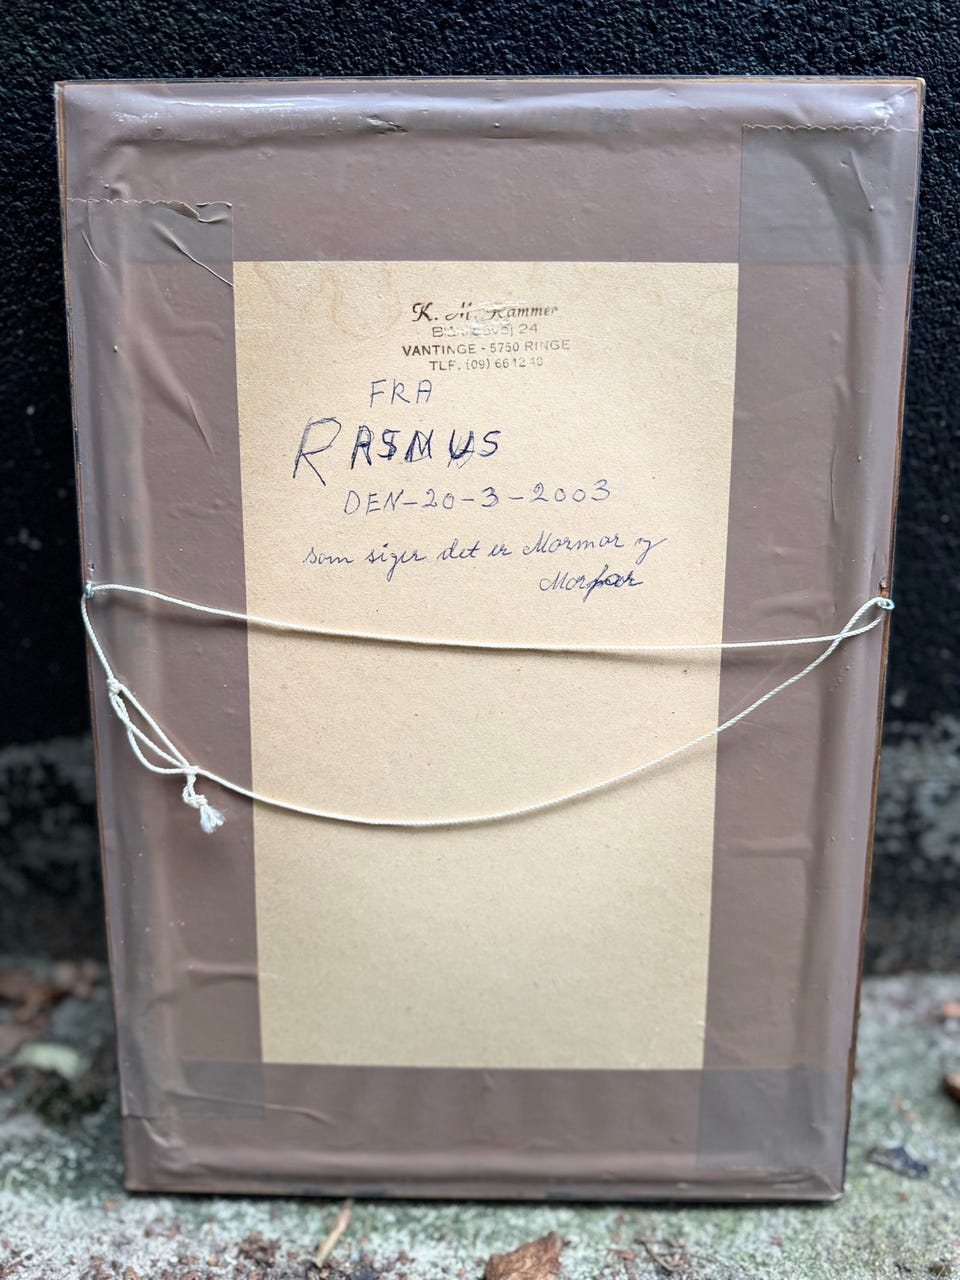 K. M. Kammer
24
VANTINGE - 5750 RINGE
TLF. (09) 66 12 40
FRA
RASMUS
DEN-20-3-2003
som siger det er Mormor og
Morfar